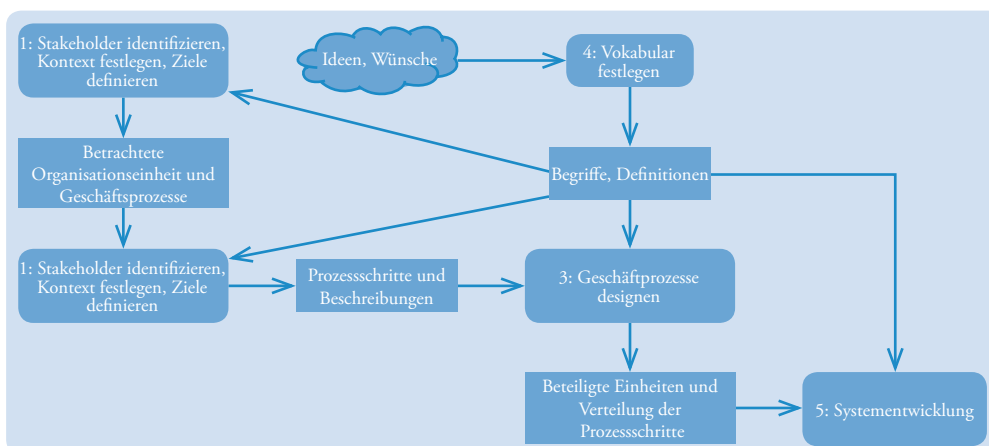 1: Stakeholder identifizieren,
Kontext festlegen, Ziele
definieren
Ideen, Wünsche
4: Vokabular
festlegen
Betrachtete
Organisationseinheit und
Geschäftsprozesse
Begriffe, Definitionen
1: Stakeholder identifizieren,
Kontext festlegen, Ziele
definieren
Prozessschritte und
Beschreibungen
3: Geschäftprozesse
designen
Beteiligte Einheiten und
Verteilung der
Prozessschritte
5: Systementwicklung